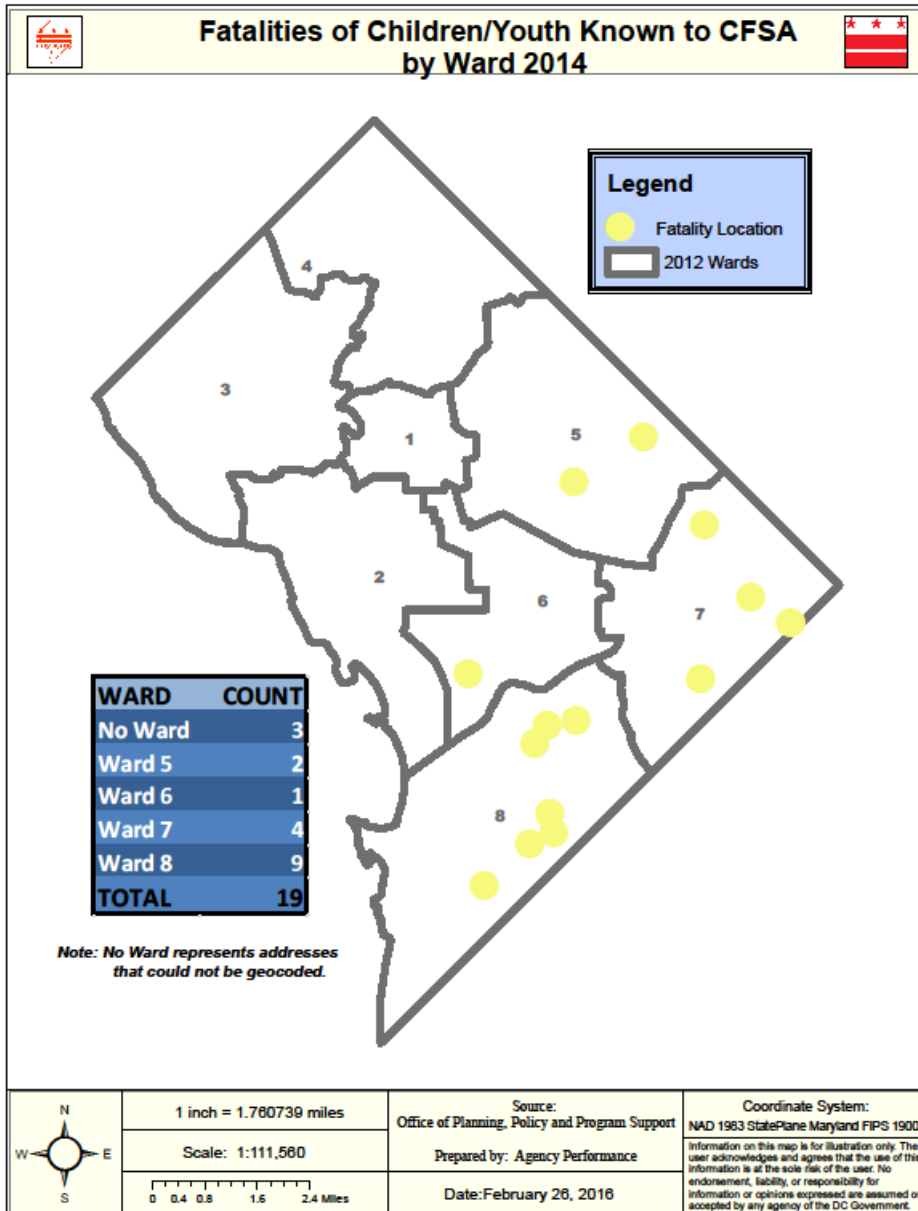 Fatalities of Children/Youth Known to CFSA
by Ward 2014
Legend
Fatality Location
2012 Wards
4
3
1
5
2
6
7
8
WARD COUNT
No Ward 3
Ward 5 2
Ward 6 1
Ward 7 4
Ward 8 9
TOTAL 19
Note: No Ward represents addresses
that could not be geocoded.
N
W E
S
1 inch = 1.760739 miles
Scale: 1:111,560
0 0.4 0.8 1.6 2.4 Miles
Source:
Office of Planning, Policy and Program Support
Prepared by: Agency Performance
Date:February 26, 2016
Coordinate System:
NAD 1983 StatePlane Maryland FIPS 1900
Information on this map is for illustration only. The
user acknowledges and agrees that the use of this
information is at the sole risk of the user. No
endorsement, liability, or responsibility for
information or opinions expressed are assumed or
accepted by any agency of the DC Government.